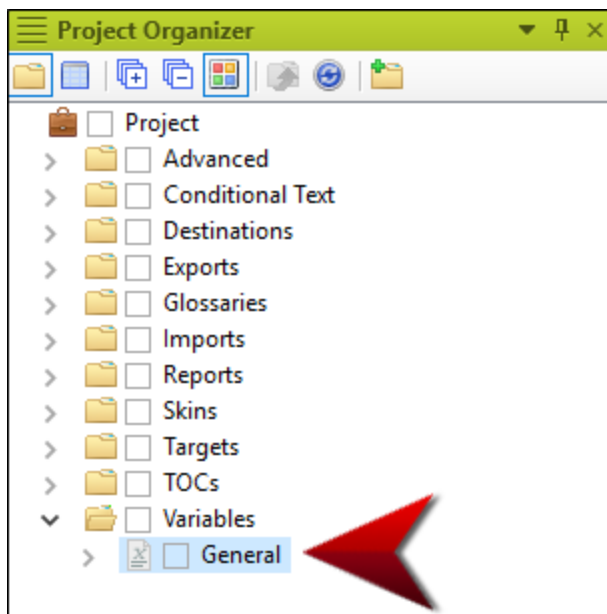 Project Organizer
Project
Advanced
Conditional Text
Destinations
Exports
Glossaries
Imports
Reports
Skins
Targets
TOCs
Variables
General